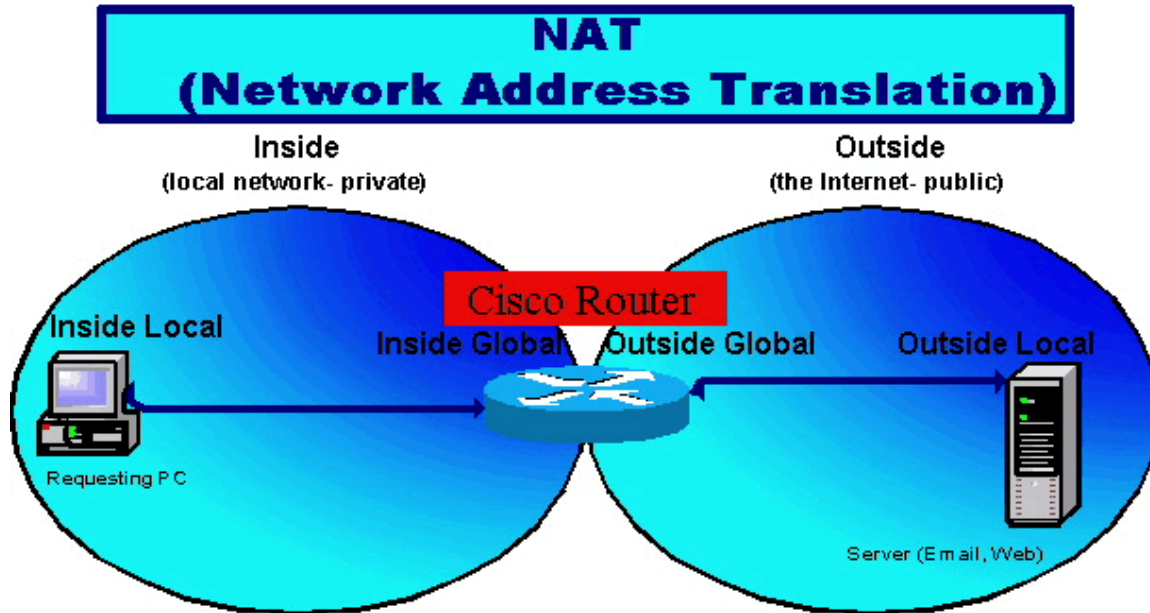 NAT
(Network Address Translation)
Inside
(local network- private)
Outside
(the Internet- public)
Cisco Router
Inside Local
Inside Global
Outside Global
Outside Local
Requesting PC
Server (Email, Web)